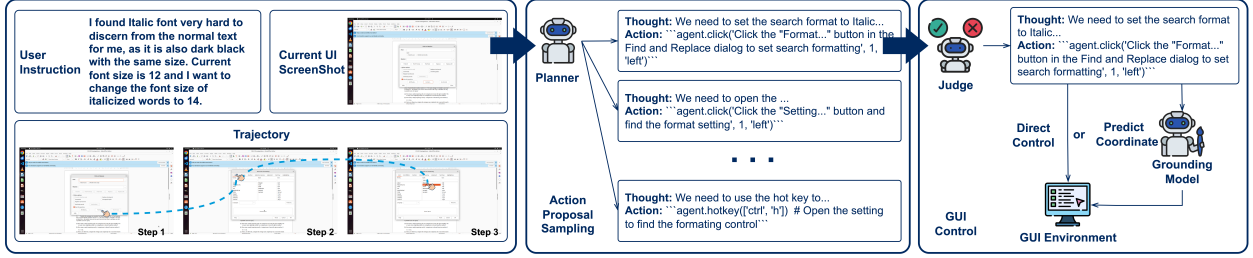 User
Instruction
I found Italic font very hard to
discern from the normal text
for me, as it is also dark black
with the same size. Current
font size is 12 and I want to
change the font size of
italicized words to 14.
Current UI
ScreenShot
Trajectory
Step 1
Step 2
Step 3
Planner
Action
Proposal
Sampling
Thought: We need to set the search format to Italic...
Action: ```agent.click('Click the "Format..." button in the
Find and Replace dialog to set search formatting', 1,
'left')```
Thought: We need to open the ...
Action: ```agent.click('Click the "Setting..." button and
find the format setting', 1, 'left')```
. . .
Thought: We need to use the hot key to...
Action: ```agent.hotkey(['ctrl', 'h']) # Open the setting
to find the formating control```
Judge
Thought: We need to set the search format
to Italic...
Action: ```agent.click('Click the "Format..."
button in the Find and Replace dialog to set
search formatting', 1, 'left')```
Direct
Control
or
Predict
Coordinate
Grounding
Model
GUI
Control
GUI Environment